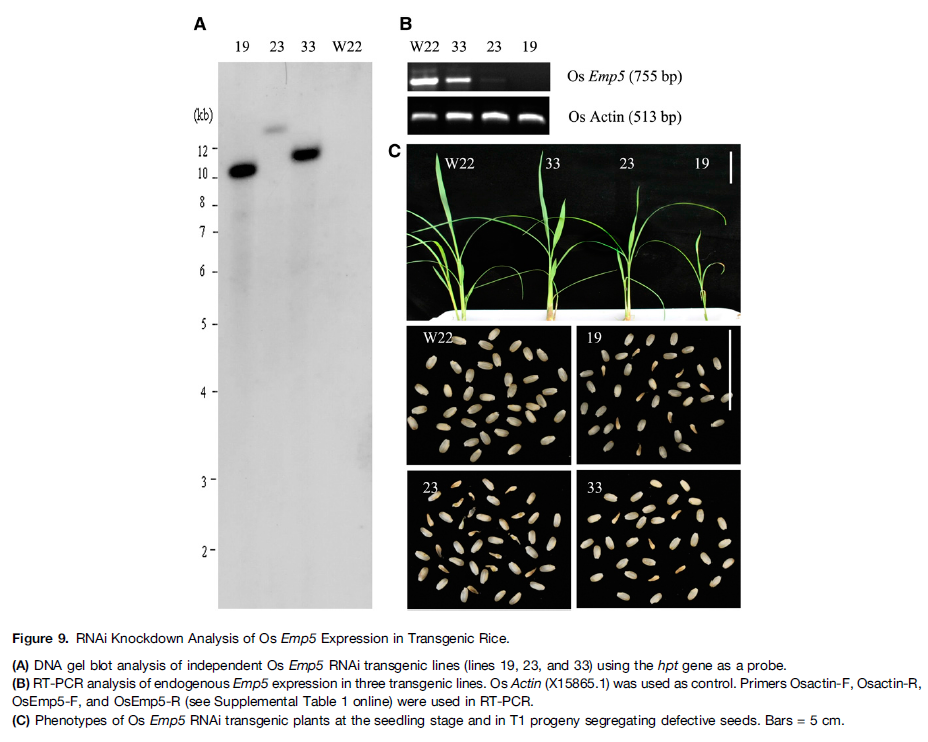 A
19 23 33 W22
(kb)
12
10
8
7
6
5
4
3
2
B
W22 33 23 19
Os Emp5 (755 bp)
Os Actin (513 bp)
C
W22 33 23 19
W22
19
23
33
Figure 9. RNAi Knockdown Analysis of Os Emp5 Expression in Transgenic Rice.
(A) DNA gel blot analysis of independent Os Emp5 RNAi transgenic lines (lines 19, 23, and 33) using the hpt gene as a probe.
(B) RT-PCR analysis of endogenous Emp5 expression in three transgenic lines. Os Actin (X15865.1) was used as control. Primers Osactin-F, Osactin-R,
OsEmp5-F, and OsEmp5-R (see Supplemental Table 1 online) were used in RT-PCR.
(C) Phenotypes of Os Emp5 RNAi transgenic plants at the seedling stage and in T1 progeny segregating defective seeds. Bars = 5 cm.